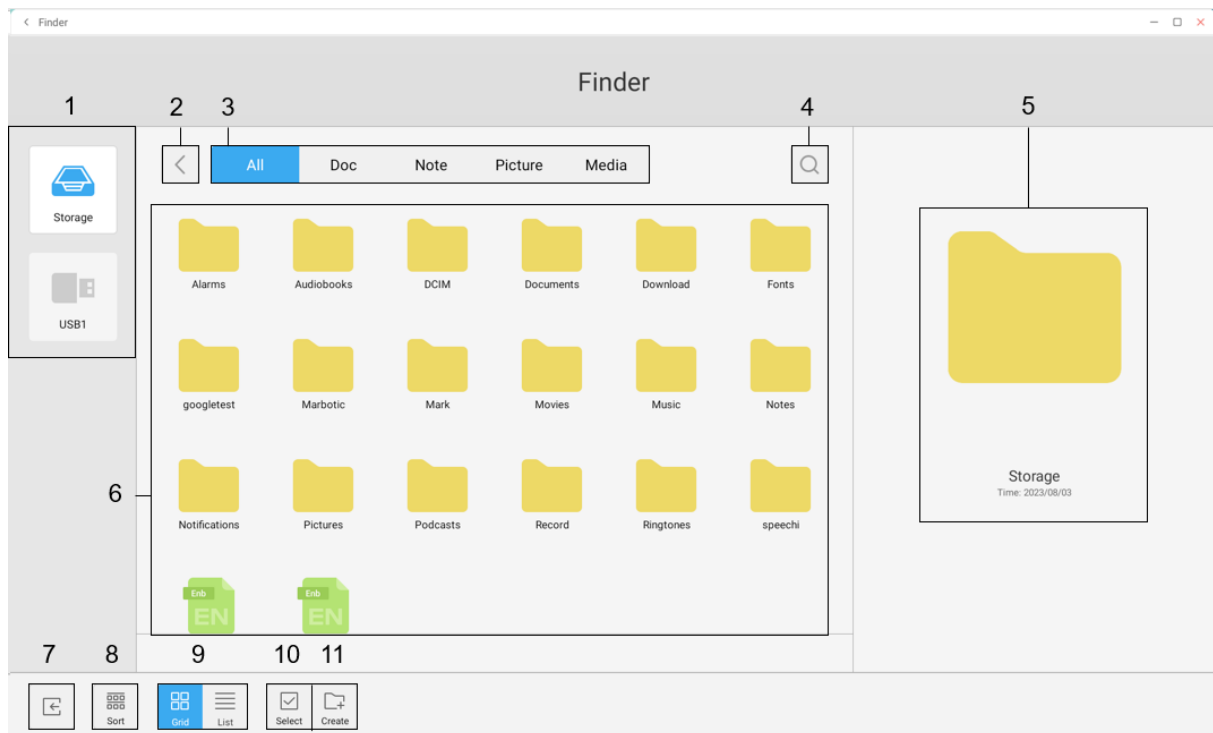 Finder
Finder
1
2
3
4
5
All Doc Note Picture Media
Storage
USB1
Alarms Audiobooks DCIM Documents Download Fonts
googletest Marbotic Mark Movies Music Notes
6
Notifications Pictures Podcasts Record Ringtones speechi
Enb
EN
Enb
EN
Storage
Time: 2023/08/03
7
8
9
10
11
Sort
Grid
List
Select
Create